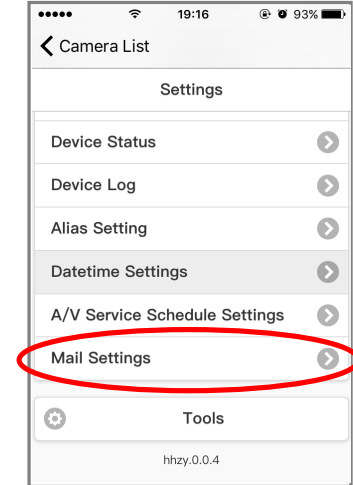 19:16 93%
Camera List
Settings
Device Status
Device Log
Alias Setting
Datetime Settings
A/V Service Schedule Settings
Mail Settings
Tools
hhzy.0.0.4